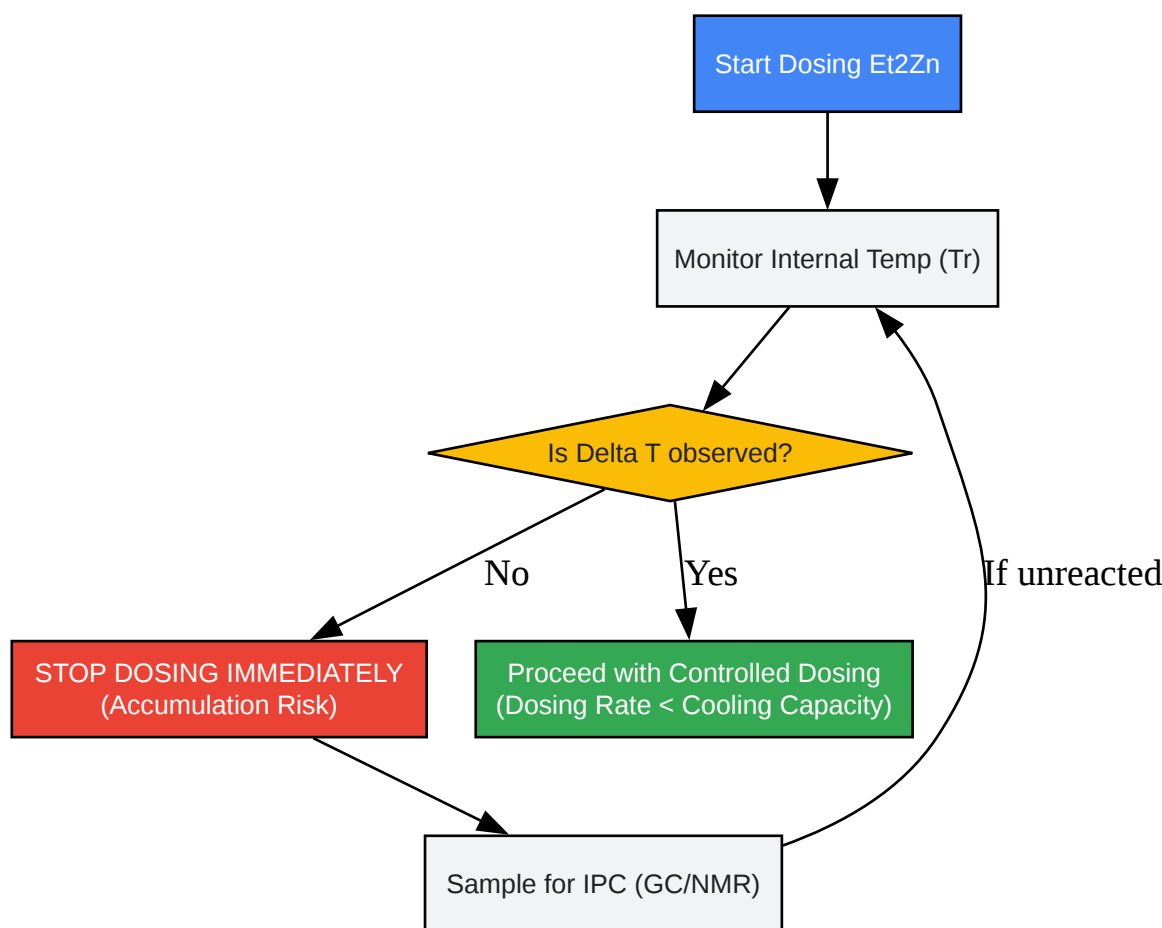 Start Dosing Et2Zn
Monitor Internal Temp (Tr)
Is Delta T observed?
No
Yes
If unreacted
STOP DOSING IMMEDIATELY
(Accumulation Risk)
Proceed with Controlled Dosing
(Dosing Rate < Cooling Capacity)
Sample for IPC (GC/NMR)